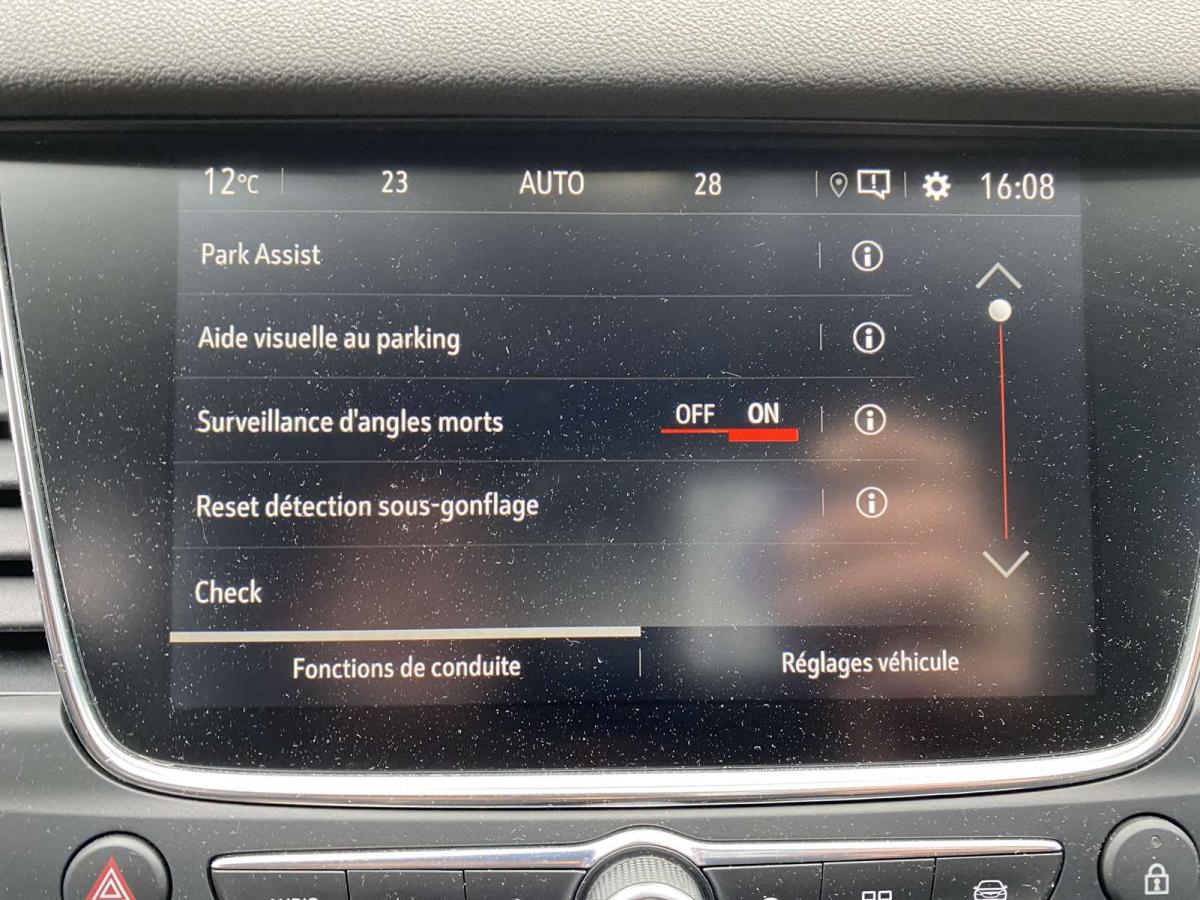 12°C 23 AUTO 28 16:08
Park Assist
Aide visuelle au parking
Surveillance d'angles morts OFF ON
Reset détection sous-gonflage
Check
Fonctions de conduite Réglages véhicule